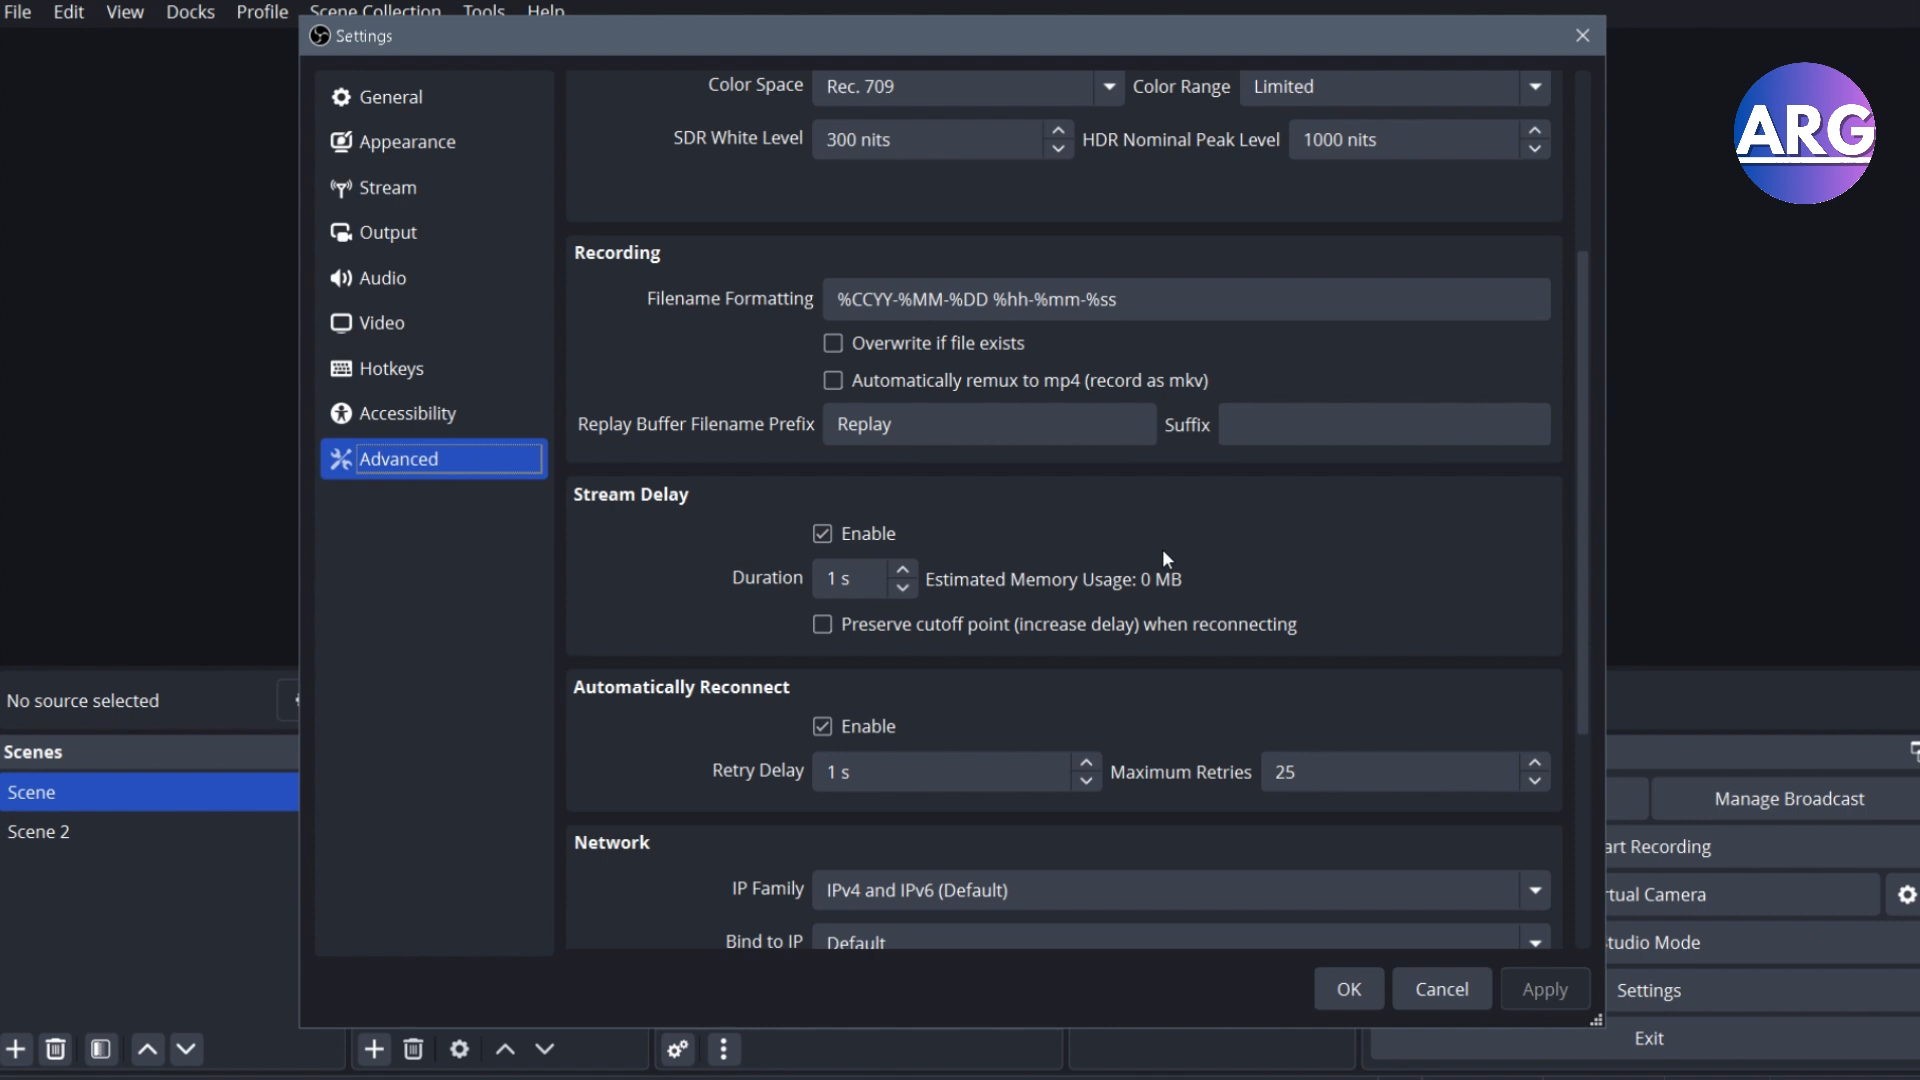 File Edit View Docks Profile Scene Collection Tools Help
Settings
ARG
General
Appearance
Stream
Output
Audio
Video
Hotkeys
Accessibility
Advanced
Color Space Rec. 709 Color Range Limited
SDR White Level 300 nits HDR Nominal Peak Level 1000 nits
Recording
Filename Formatting %CCYY-%MM-%DD %hh-%mm-%ss
Overwrite if file exists
Automatically remux to mp4 (record as mkv)
Replay Buffer Filename Prefix Replay Suffix
Stream Delay
Enable
Duration 1 s Estimated Memory Usage: 0 MB
Preserve cutoff point (increase delay) when reconnecting
Automatically Reconnect
Enable
Retry Delay 1 s Maximum Retries 25
Network
IP Family IPv4 and IPv6 (Default)
Bind to IP Default
OK Cancel Apply
No source selected
Scenes
Scene
Scene 2
Manage Broadcast
art Recording
rtual Camera
tudio Mode
Settings
Exit